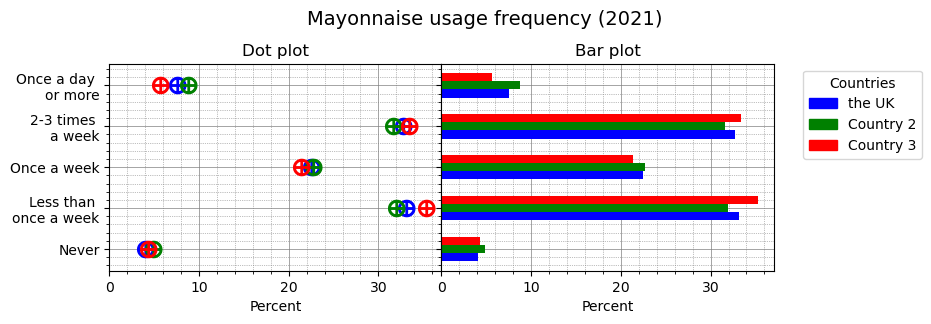 Mayonnaise usage frequency (2021)
Dot plot
Bar plot
Once a day
or more
2-3 times
a week
Once a week
Less than
once a week
Never
0 10 20 30
0 10 20 30
Percent
Percent
Countries
the UK
Country 2
Country 3